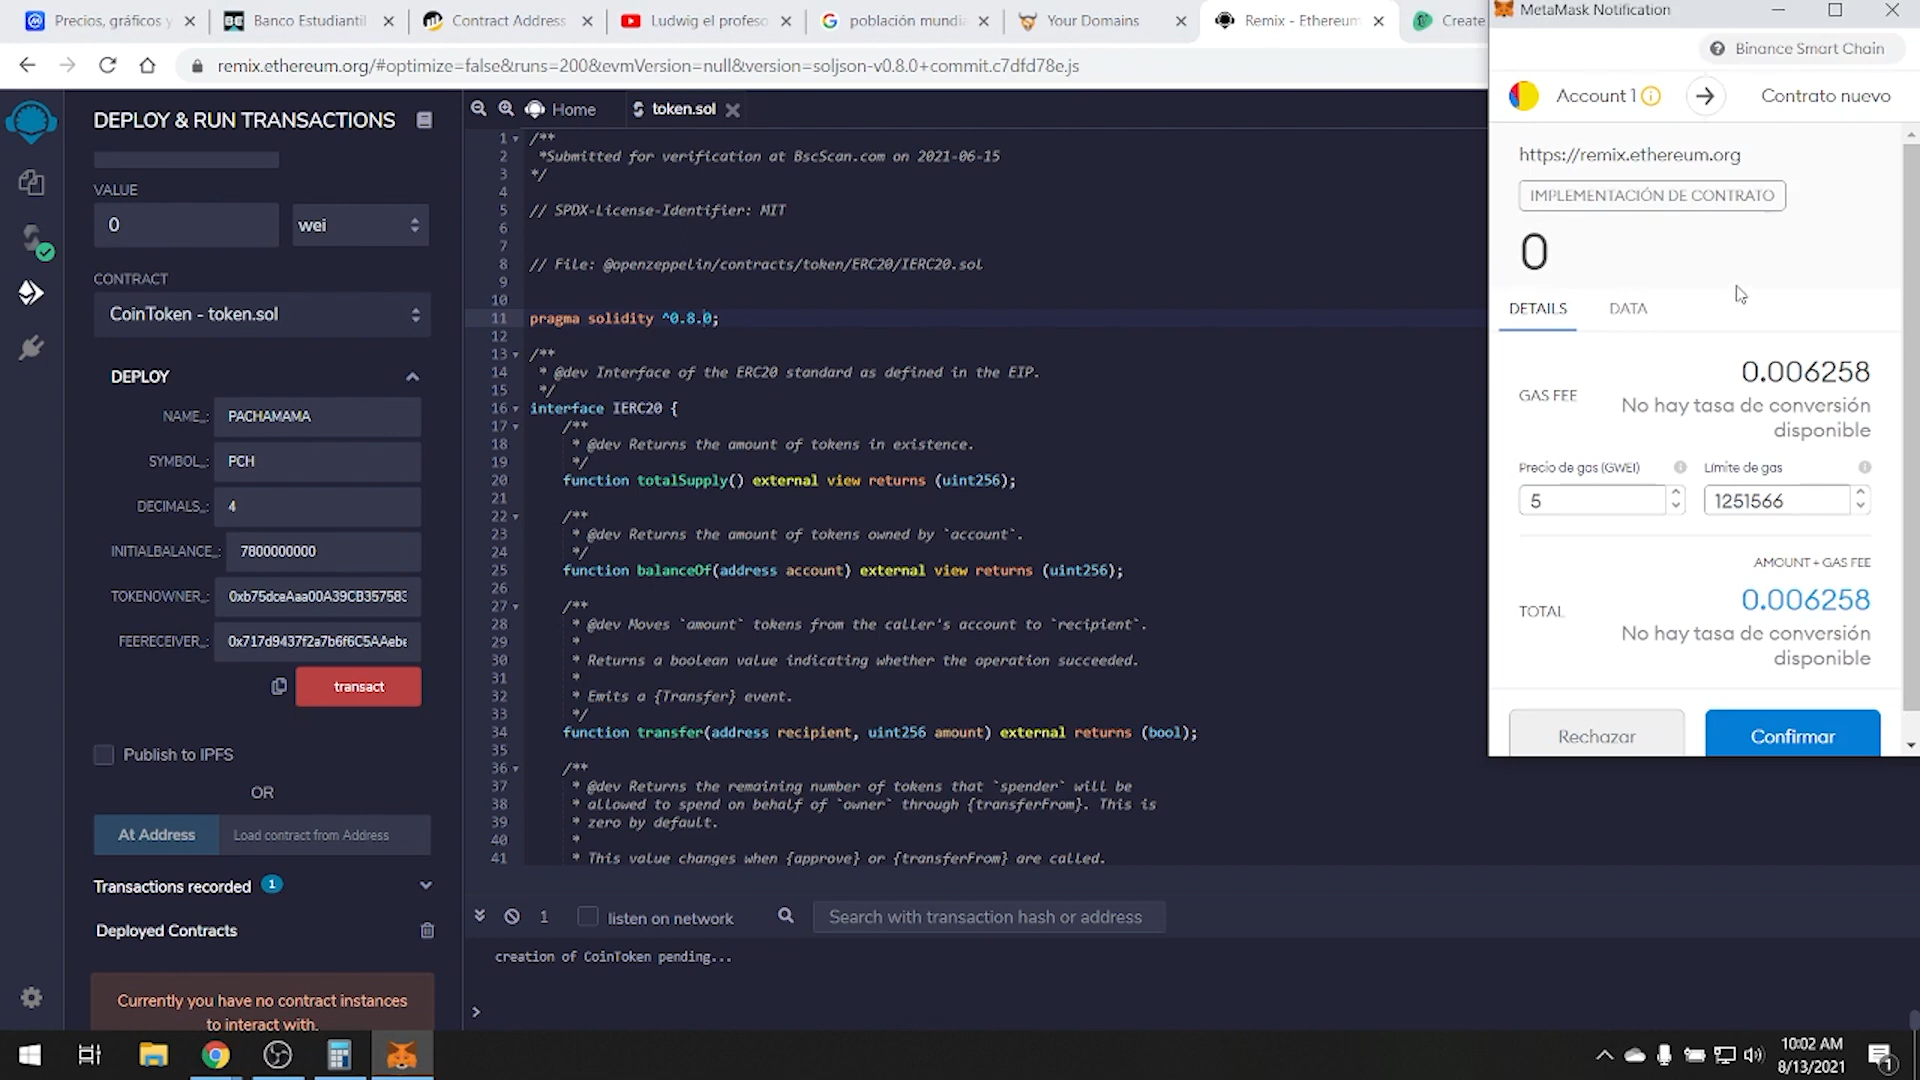 Precios, gráficos y
Banco Estudiantil
Contract Address
Ludwig el profeso
población mundia
Your Domains
Remix - Ethereum
Create
remix.ethereum.org/#optimize=false&runs=200&evmVersion=null&version=soljson-v0.8.0+commit.c7dfd78e.js
DEPLOY & RUN TRANSACTIONS
VALUE
0
wei
CONTRACT
CoinToken - token.sol
DEPLOY
NAME_: PACHAMAMA
SYMBOL_: PCH
DECIMALS_: 4
INITIALBALANCE_: 7800000000
TOKENOWNER_: 0xb75dceAaa00A39CB357583
FEERECEIVER_: 0x717d9437f2a7b6f6C5AAebe
transact
Publish to IPFS
OR
At Address
Load contract from Address
Transactions recorded 1
Deployed Contracts
Currently you have no contract instances
to interact with.
Home
token.sol
1 /**
2 *Submitted for verification at BscScan.com on 2021-06-15
3 */
4
5 // SPDX-License-Identifier: MIT
6
7
8 // File: @openzeppelin/contracts/token/ERC20/IERC20.sol
9
10
11 pragma solidity ^0.8.0;
12
13 /**
14 * @dev Interface of the ERC20 standard as defined in the EIP.
15 */
16 interface IERC20 {
17 /**
18 * @dev Returns the amount of tokens in existence.
19 */
20 function totalSupply() external view returns (uint256);
21
22 /**
23 * @dev Returns the amount of tokens owned by `account`.
24 */
25 function balanceOf(address account) external view returns (uint256);
26
27 /**
28 * @dev Moves `amount` tokens from the caller's account to `recipient`.
29 *
30 * Returns a boolean value indicating whether the operation succeeded.
31 *
32 * Emits a {Transfer} event.
33 */
34 function transfer(address recipient, uint256 amount) external returns (bool);
35
36 /**
37 * @dev Returns the remaining number of tokens that `spender` will be
38 * allowed to spend on behalf of `owner` through {transferFrom}. This is
39 * zero by default.
40 *
41 * This value changes when {approve} or {transferFrom} are called.
1
listen on network
Search with transaction hash or address
creation of CoinToken pending...
>
MetaMask Notification
Binance Smart Chain
Account 1
Contrato nuevo
https://remix.ethereum.org
IMPLEMENTACIÓN DE CONTRATO
0
DETAILS
DATA
GAS FEE
0.006258
No hay tasa de conversión
disponible
Precio de gas (GWEI)
Límite de gas
5
1251566
AMOUNT + GAS FEE
TOTAL
0.006258
No hay tasa de conversión
disponible
Rechazar
Confirmar
10:02 AM
8/13/2021
1